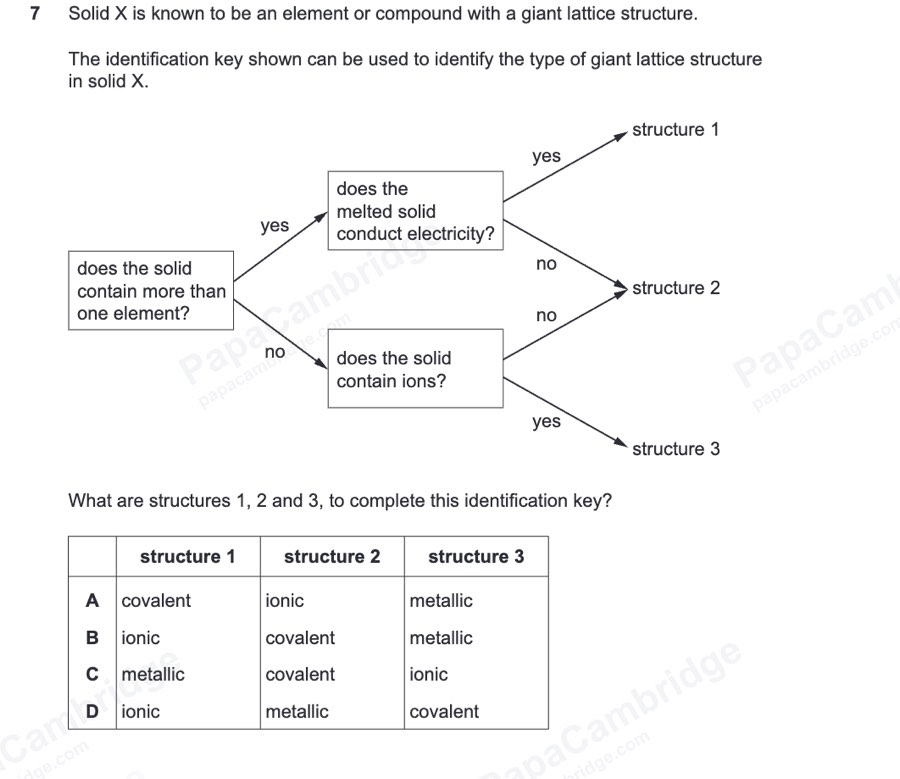 7 Solid X is known to be an element or compound with a giant lattice structure.
The identification key shown can be used to identify the type of giant lattice structure
in solid X.
structure 1
yes
does the
melted solid
conduct electricity?
yes
no
does the solid
contain more than
one element?
structure 2
no
no
does the solid
contain ions?
yes
structure 3
What are structures 1, 2 and 3, to complete this identification key?
structure 1 structure 2 structure 3
A covalent ionic metallic
B ionic covalent metallic
C metallic covalent ionic
D ionic metallic covalent
PapaCambridge
papacambridge.com